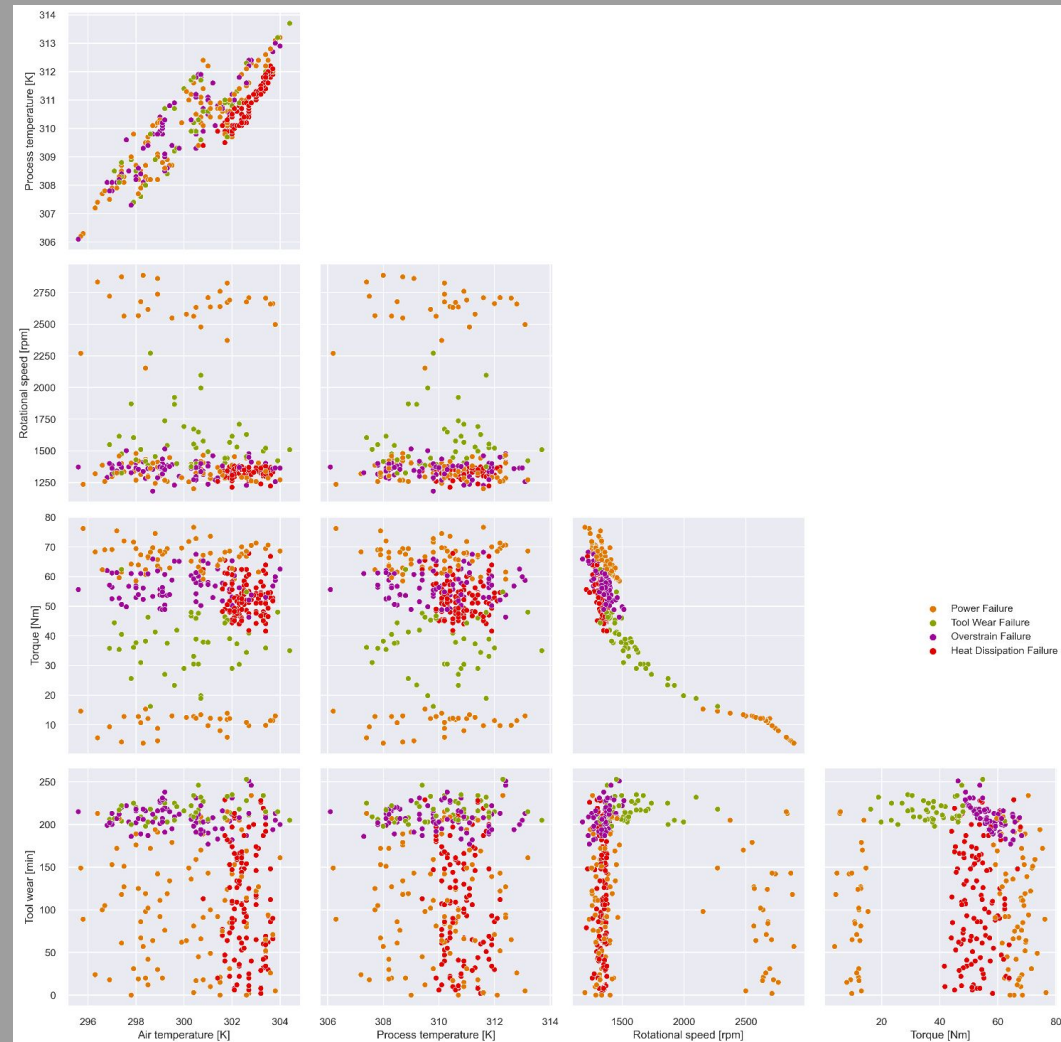 314
313
312
311
310
309
308
307
306
Process temperature [K]
2750
2500
2250
2000
1750
1500
1250
Rotational speed [rpm]
80
70
60
50
40
30
20
10
Torque [Nm]
Power Failure
Tool Wear Failure
Overstrain Failure
Heat Dissipation Failure
250
200
150
100
50
0
Tool wear [min]
296 298 300 302 304
306 308 310 312 314
1500 2000 2500
20 40 60 80
Air temperature [K]
Process temperature [K]
Rotational speed [rpm]
Torque [Nm]